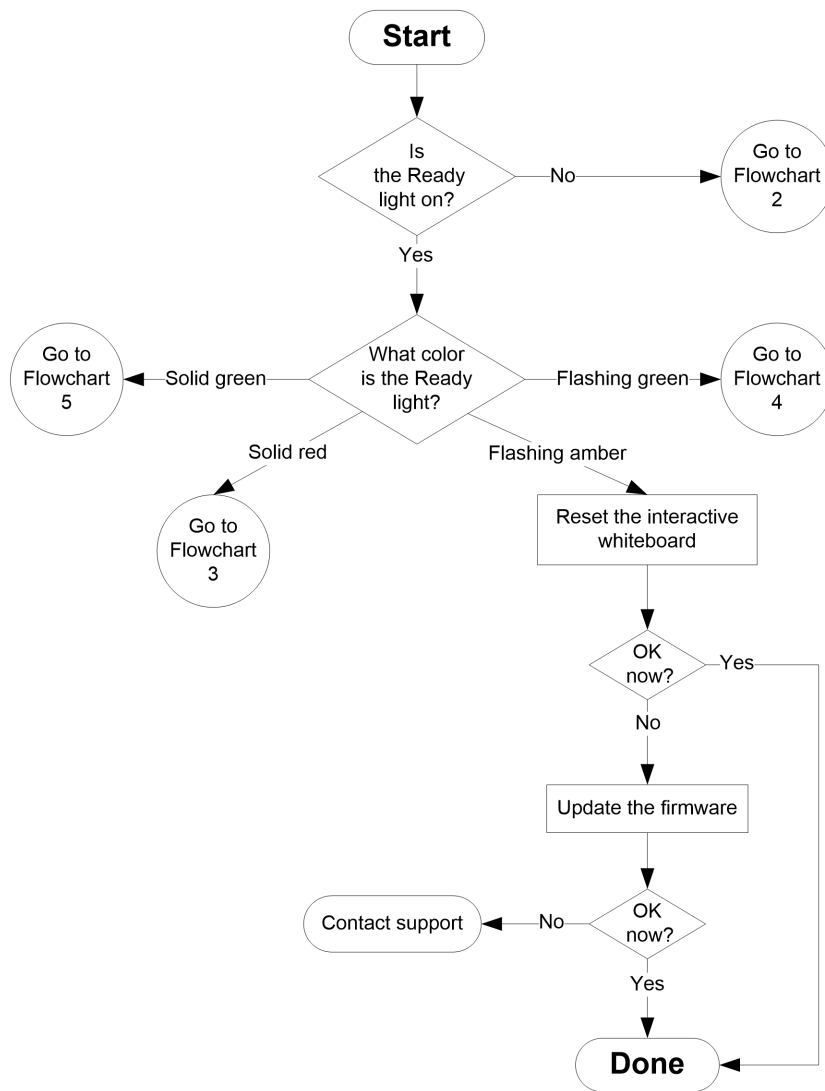 Start
Is
the Ready
light on?
No
Go to
Flowchart
2
Yes
Go to
Flowchart
5
Solid green
What color
is the Ready
light?
Flashing green
Go to
Flowchart
4
Solid red
Flashing amber
Go to
Flowchart
3
Reset the interactive
whiteboard
OK
now?
Yes
No
Update the firmware
Contact support
No
OK
now?
Yes
Done